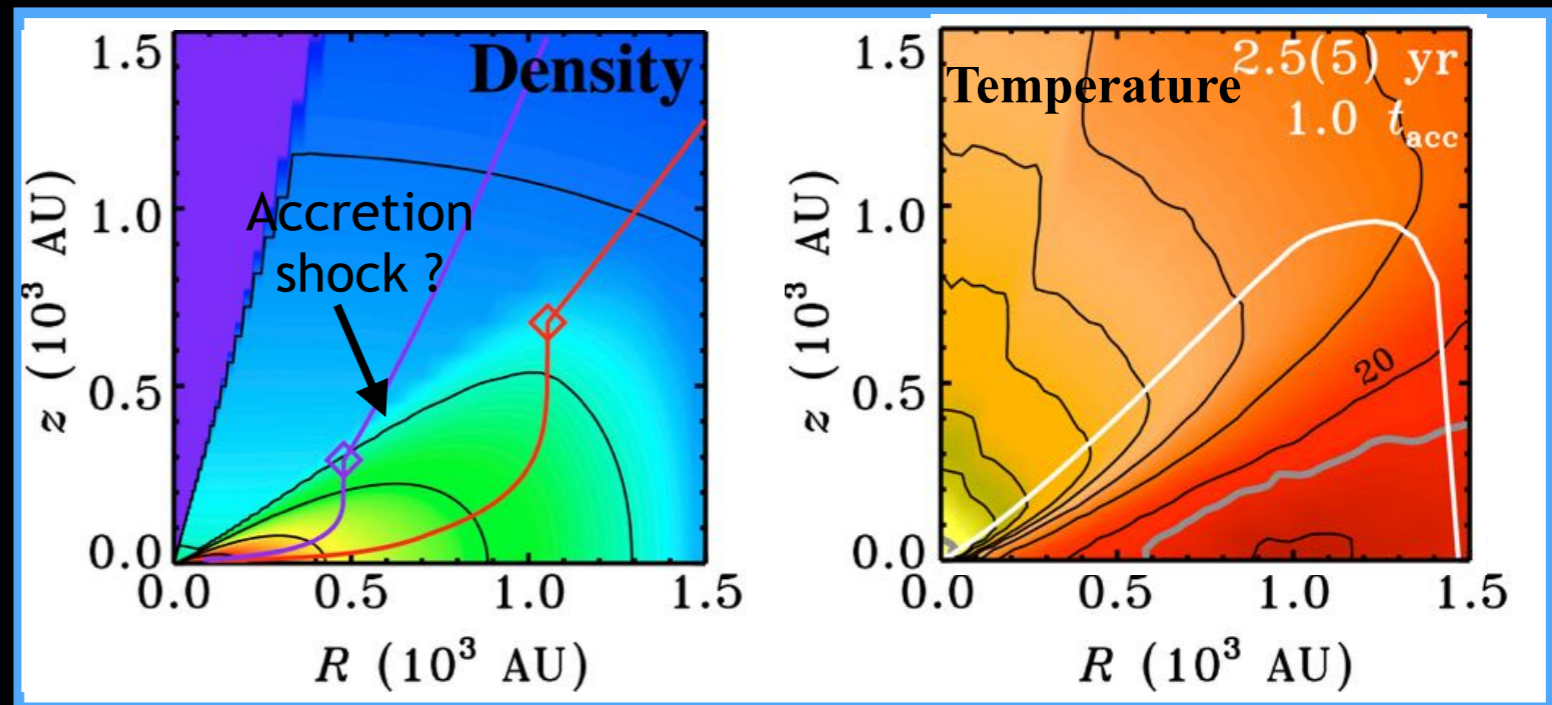 Density
Accretion
shock ?
1.5
1.0
0.5
0.0
z (10³ AU)
0.0 0.5 1.0 1.5
R (10³ AU)
Temperature
2.5(5) yr
1.0 t_acc
20
1.5
1.0
0.5
0.0
z (10³ AU)
0.0 0.5 1.0 1.5
R (10³ AU)